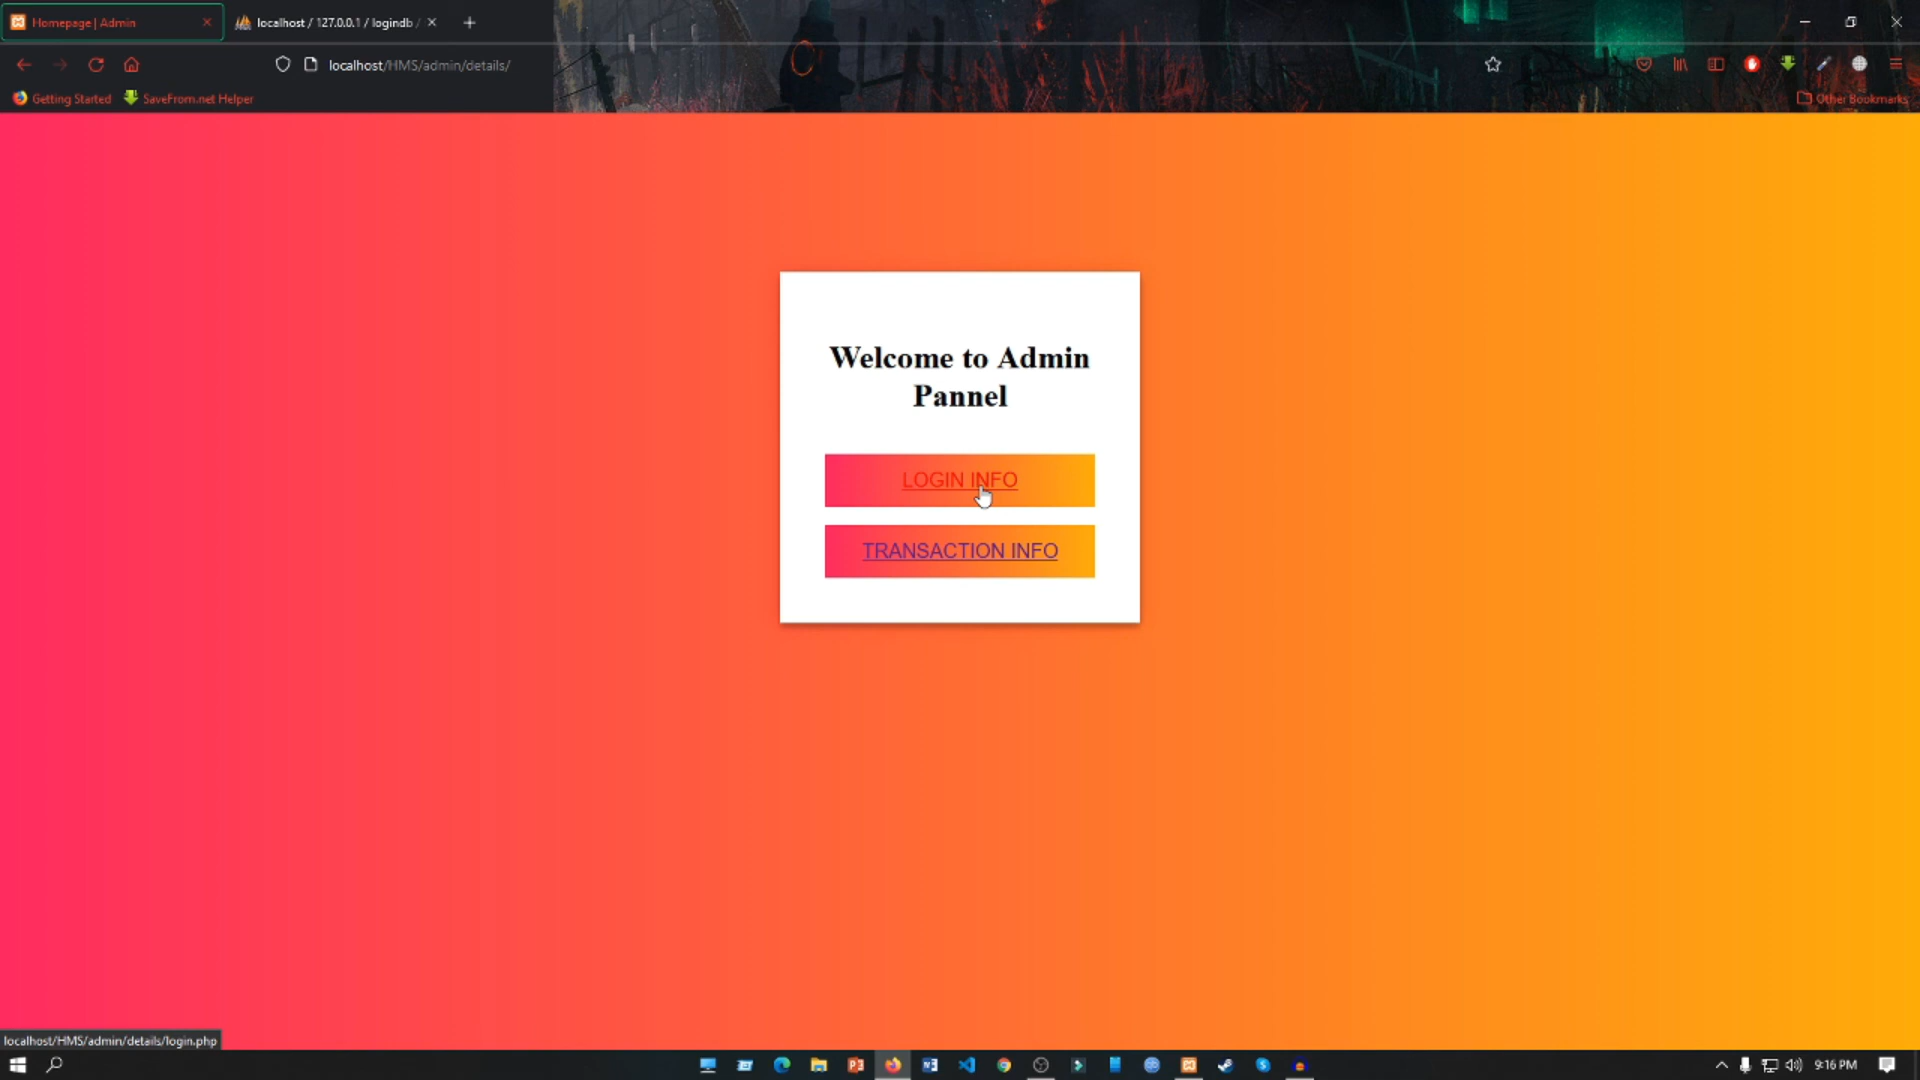 Homepage | Admin
localhost / 127.0.0.1 / logindb /
localhost/HMS/admin/details/
Getting Started
SaveFrom.net Helper
Other Bookmarks
Welcome to Admin
Pannel
LOGIN INFO
TRANSACTION INFO
localhost/HMS/admin/details/login.php
9:16 PM